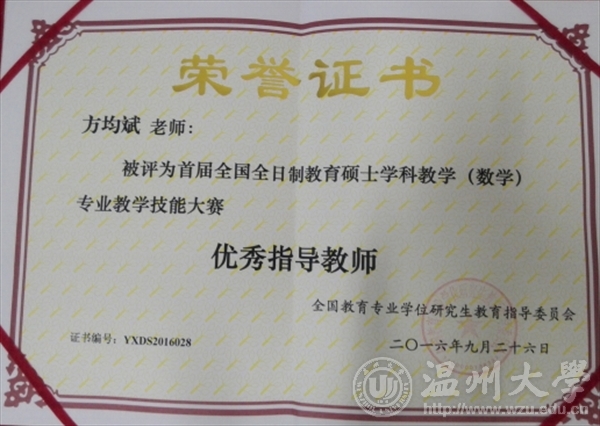 荣誉证书
方均斌 老师：
被评为首届全国全日制教育硕士学科教学（数学）
专业教学技能大赛
优秀指导教师
全国教育专业学位研究生教育指导委员会
证书编号：YXDS2016028
二〇一六年九月二十六日
温州大学
http://www.wzu.edu.cn